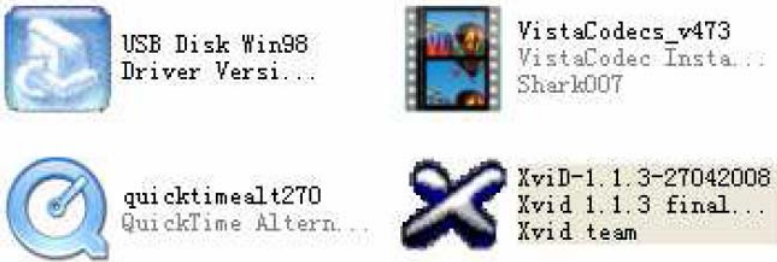 USB Disk Win98
Driver Versi...
VistaCodecs_v473
VistaCodec Insta...
Shark007
quicktimealt270
QuickTime Altern...
XviD-1.1.3-27042008
Xvid 1.1.3 final...
Xvid team